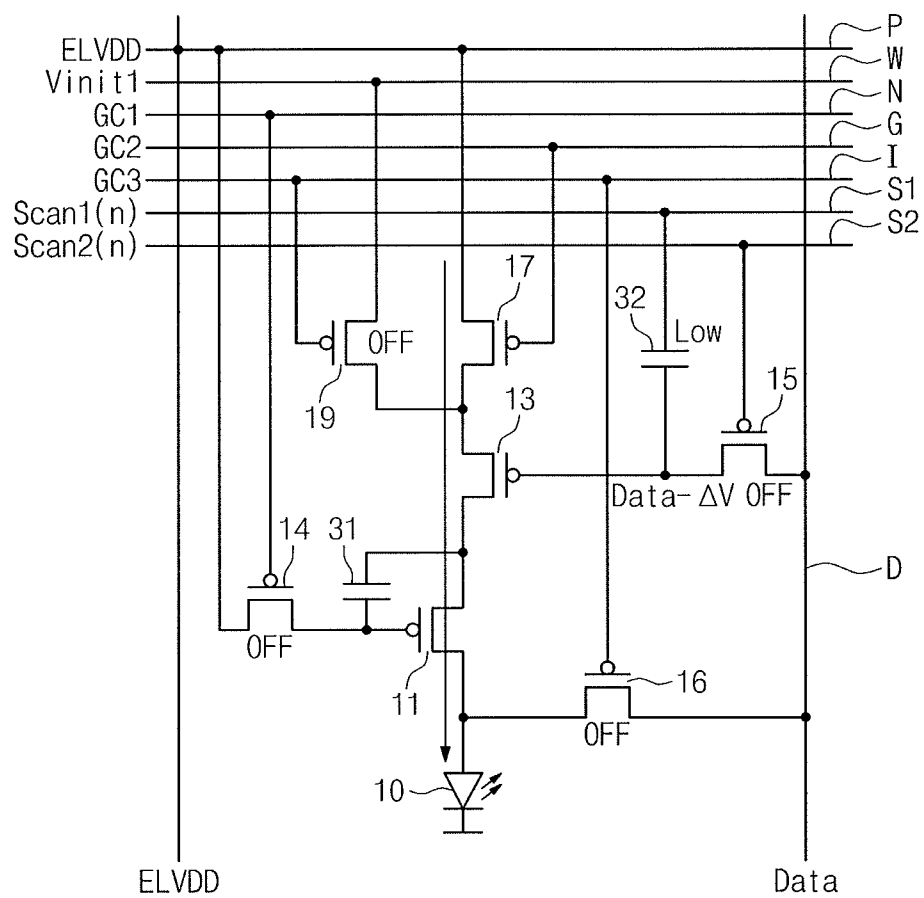 P
ELVDD
W
Vinit1
N
GC1
G
GC2
I
GC3
S1
Scan1(n)
S2
Scan2(n)
17
32
Low
OFF
15
19
13
Data-ΔV OFF
14
31
D
OFF
16
11
OFF
10
ELVDD
Data